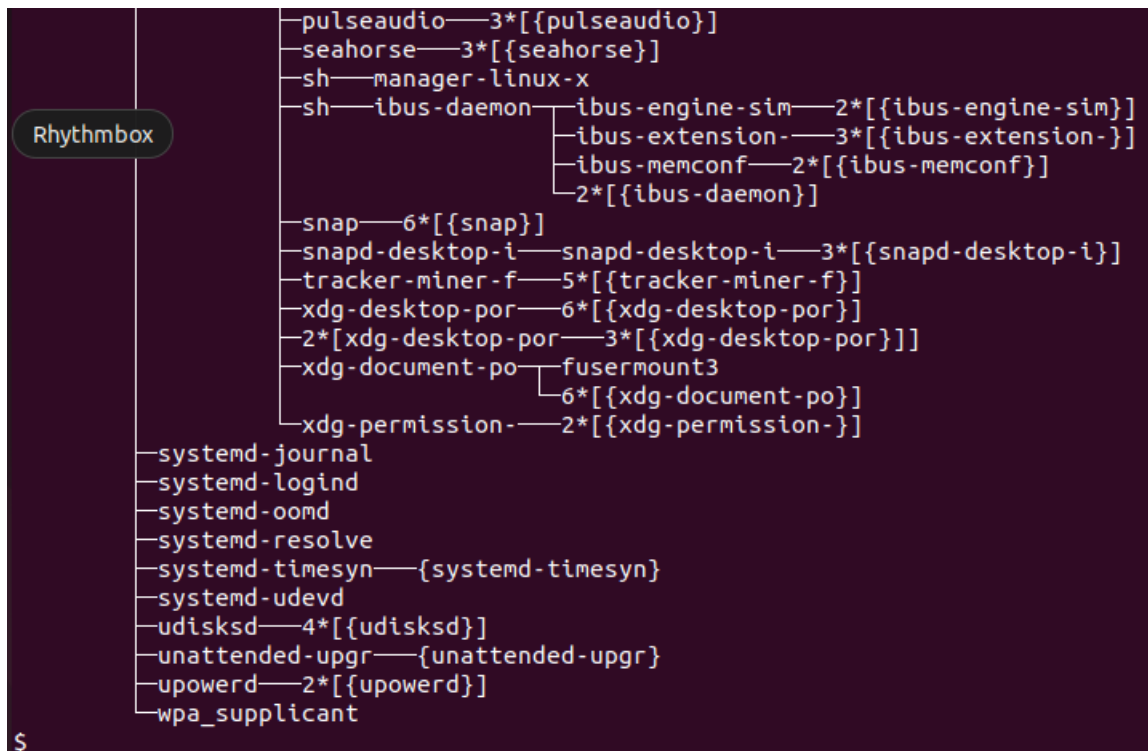 ├─pulseaudio───3*[{pulseaudio}]
├─seahorse───3*[{seahorse}]
├─sh───manager-linux-x
├─sh───ibus-daemon─┬─ibus-engine-sim───2*[{ibus-engine-sim}]
Rhythmbox
├─ibus-extension-───3*[{ibus-extension-}]
├─ibus-memconf───2*[{ibus-memconf}]
└─2*[{ibus-daemon}]
├─snap───6*[{snap}]
├─snapd-desktop-i───snapd-desktop-i───3*[{snapd-desktop-i}]
├─tracker-miner-f───5*[{tracker-miner-f}]
├─xdg-desktop-por───6*[{xdg-desktop-por}]
├─2*[xdg-desktop-por───3*[{xdg-desktop-por}]]
├─xdg-document-po─┬─fusermount3
└─6*[{xdg-document-po}]
└─xdg-permission-───2*[{xdg-permission-}]
├─systemd-journal
├─systemd-logind
├─systemd-oomd
├─systemd-resolve
├─systemd-timesyn───{systemd-timesyn}
├─systemd-udevd
├─udisksd───4*[{udisksd}]
├─unattended-upgr───{unattended-upgr}
├─upowerd───2*[{upowerd}]
└─wpa_supplicant
$